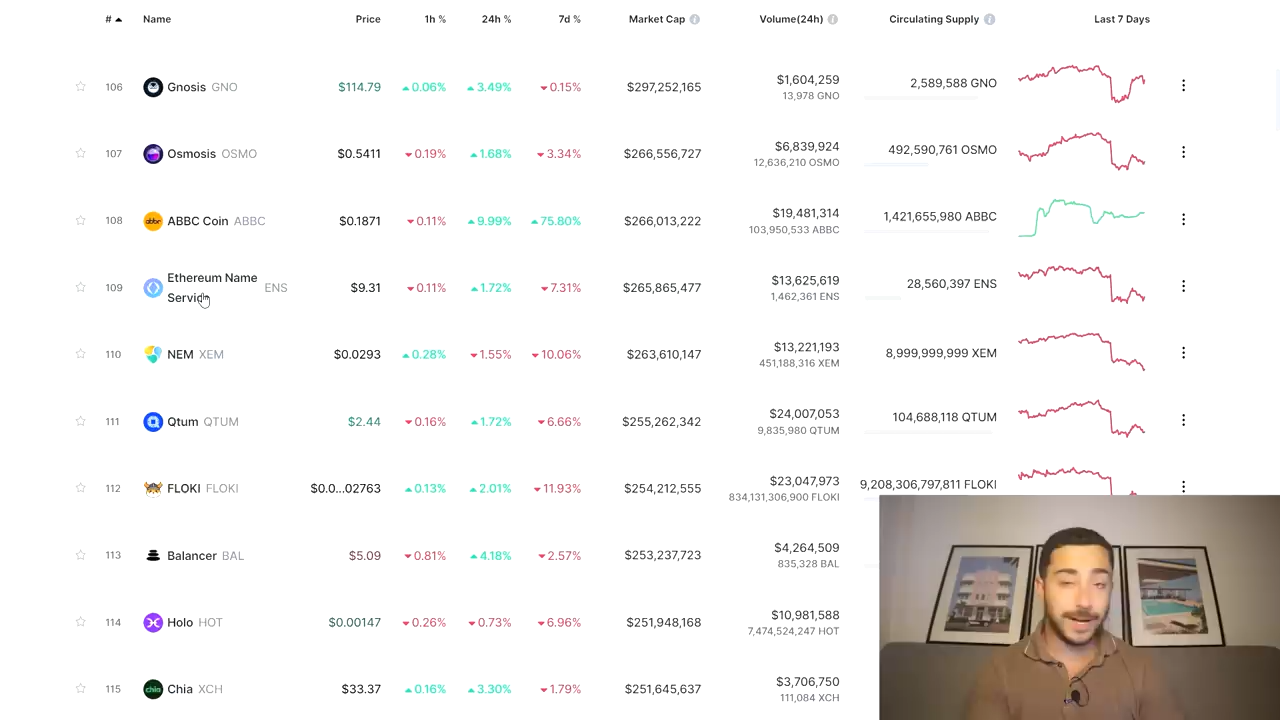 # Name Price 1h % 24h % 7d % Market Cap Volume(24h) Circulating Supply Last 7 Days
106 Gnosis GNO $114.79 0.06% 3.49% 0.15% $297,252,165 $1,604,259 2,589,588 GNO
13,978 GNO
107 Osmosis OSMO $0.5411 0.19% 1.68% 3.34% $266,556,727 $6,839,924 492,590,761 OSMO
12,636,210 OSMO
108 ABBC Coin ABBC $0.1871 0.11% 9.99% 75.80% $266,013,222 $19,481,314 1,421,655,980 ABBC
103,950,533 ABBC
109 Ethereum Name Service ENS $9.31 0.11% 1.72% 7.31% $265,865,477 $13,625,619 28,560,397 ENS
1,462,361 ENS
110 NEM XEM $0.0293 0.28% 1.55% 10.06% $263,610,147 $13,221,193 8,999,999,999 XEM
451,188,316 XEM
111 Qtum QTUM $2.44 0.16% 1.72% 6.66% $255,262,342 $24,007,053 104,688,118 QTUM
9,835,980 QTUM
112 FLOKI FLOKI $0.0...02763 0.13% 2.01% 11.93% $254,212,555 $23,047,973 9,208,306,797,811 FLOKI
834,131,306,900 FLOKI
113 Balancer BAL $5.09 0.81% 4.18% 2.57% $253,237,723 $4,264,509
835,328 BAL
114 Holo HOT $0.00147 0.26% 0.73% 6.96% $251,948,168 $10,981,588
7,474,524,247 HOT
115 Chia XCH $33.37 0.16% 3.30% 1.79% $251,645,637 $3,706,750
111,084 XCH